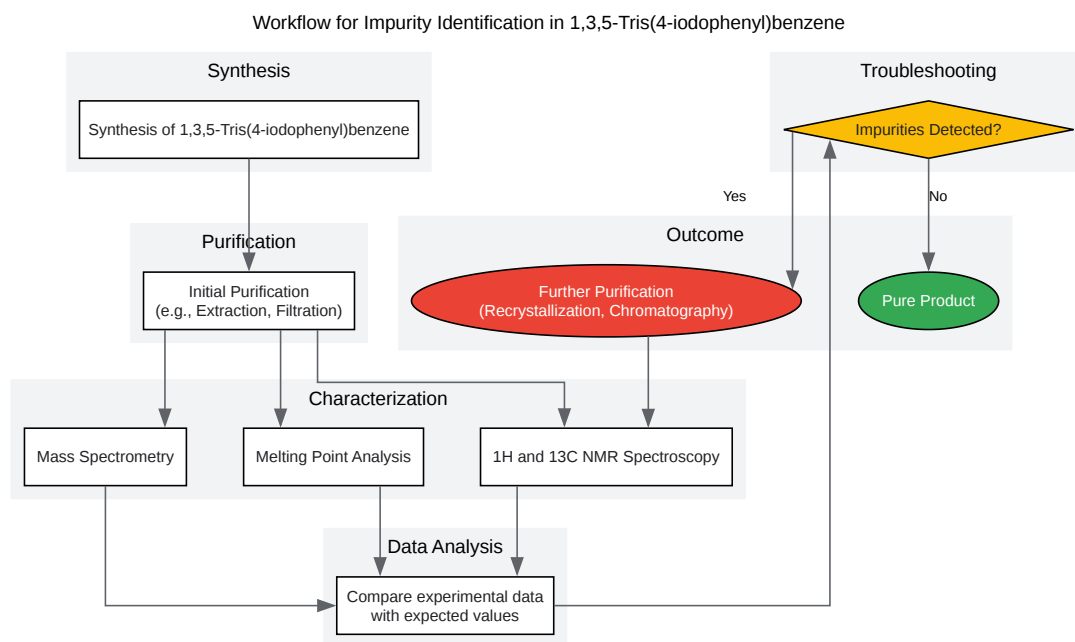 Workflow for Impurity Identification in 1,3,5-Tris(4-iodophenyl)benzene
Synthesis
Troubleshooting
Synthesis of 1,3,5-Tris(4-iodophenyl)benzene
Impurities Detected?
Yes
No
Purification
Outcome
Initial Purification
(e.g., Extraction, Filtration)
Further Purification
(Recrystallization, Chromatography)
Pure Product
Characterization
Mass Spectrometry
Melting Point Analysis
1H and 13C NMR Spectroscopy
Data Analysis
Compare experimental data
with expected values